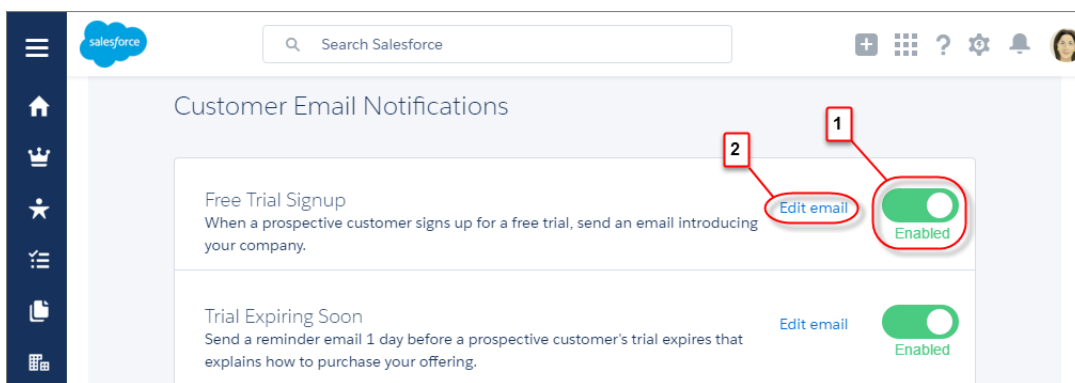 salesforce
Search Salesforce
Customer Email Notifications
1
2
Free Trial Signup
When a prospective customer signs up for a free trial, send an email introducing
your company.
Edit email
Enabled
Trial Expiring Soon
Send a reminder email 1 day before a prospective customer's trial expires that
explains how to purchase your offering.
Edit email
Enabled